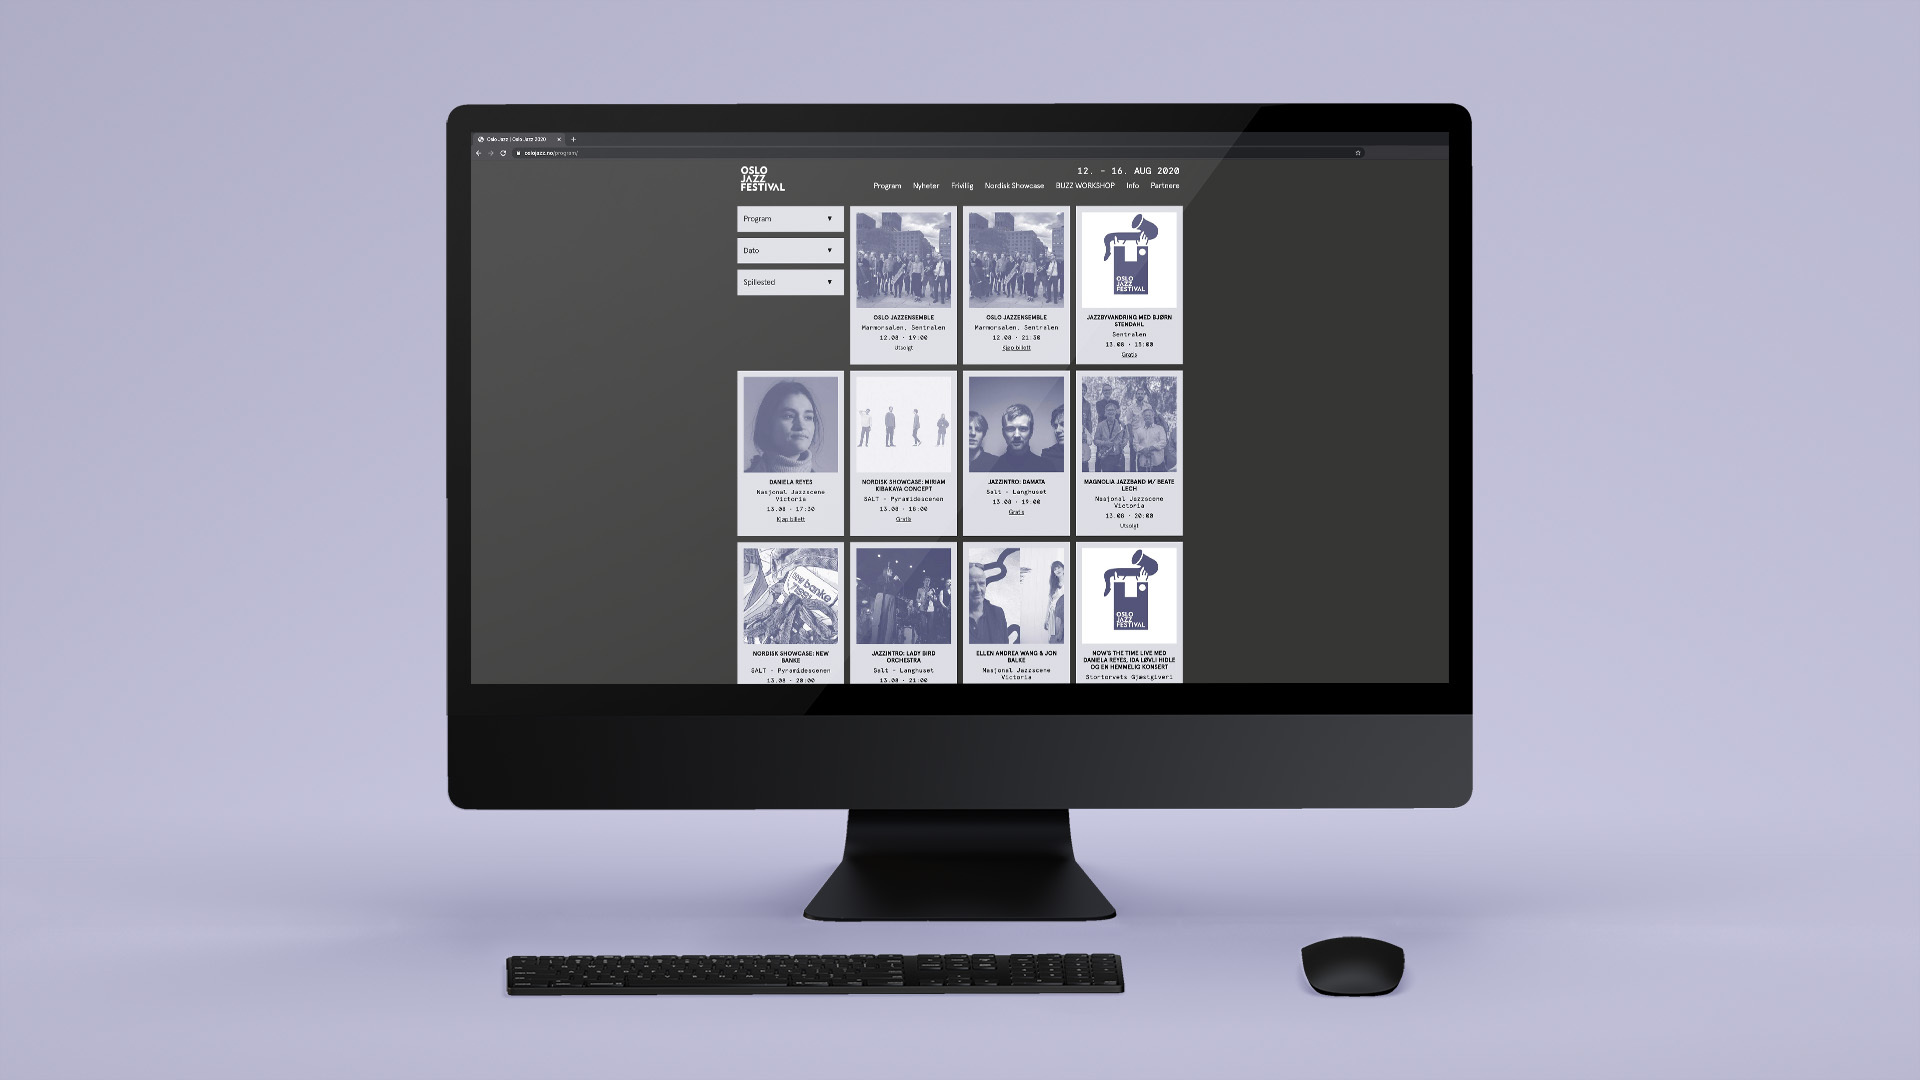 Oslo Jazz | Oslo Jazz 2020
oslojazz.no/program/
OSLO
JAZZ
FESTIVAL
12. – 16. AUG 2020
Program Nyheter Frivillig Nordisk Showcase BUZZ WORKSHOP Info Partnere
Program
Dato
Spillested
OSLO JAZZENSEMBLE
Marmorsalen, Sentralen
12.08 · 19:00
Utsolgt
OSLO JAZZENSEMBLE
Marmorsalen, Sentralen
12.08 · 21:30
Kjøp billett
OSLO
JAZZ
FESTIVAL
JAZZBYVANDRING MED BJØRN
STENDAHL
Sentralen
13.08 · 15:00
Gratis
DANIELA REYES
Nasjonal Jazzscene
Victoria
13.08 · 17:30
Kjøp billett
NORDISK SHOWCASE: MIRIAM
KIBAKAYA CONCEPT
SALT - Pyramidescenen
13.08 · 18:00
Gratis
JAZZINTRO: DAMATA
Salt - Langhuset
13.08 · 19:00
Gratis
MAGNOLIA JAZZBAND M/ BEATE
LECH
Nasjonal Jazzscene
Victoria
13.08 · 20:00
Utsolgt
new banke
NORDISK SHOWCASE: NEW
BANKE
SALT - Pyramidescenen
13.08 · 20:00
JAZZINTRO: LADY BIRD
ORCHESTRA
Salt - Langhuset
13.08 · 21:00
ELLEN ANDREA WANG & JON
BALKE
Nasjonal Jazzscene
Victoria
OSLO
JAZZ
FESTIVAL
NOW'S THE TIME LIVE MED
DANIELA REYES, IDA LØVLI HIDLE
OG EN HEMMELIG KONSERT
Stortorvets Gjæstgiveri